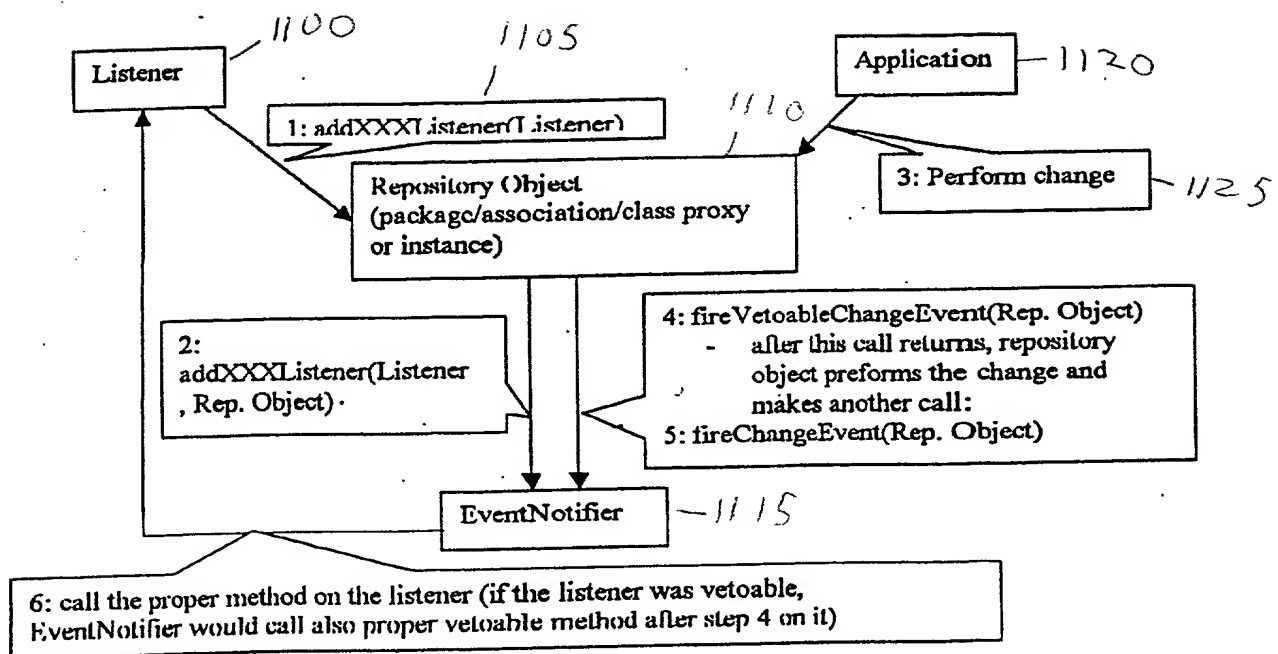 1100
Listener
1105
Application
1120
1: addXXXListener(Listener)
1110
Repository Object
(package/association/class proxy
or instance)
3: Perform change
1125
2:
addXXXListener(Listener
, Rep. Object)
4: fireVetoableChangeEvent(Rep. Object)
- after this call returns, repository
object preforms the change and
makes another call:
5: fireChangeEvent(Rep. Object)
EventNotifier
1115
6: call the proper method on the listener (if the listener was vetoable,
EventNotifier would call also proper vetoable method after step 4 on it)